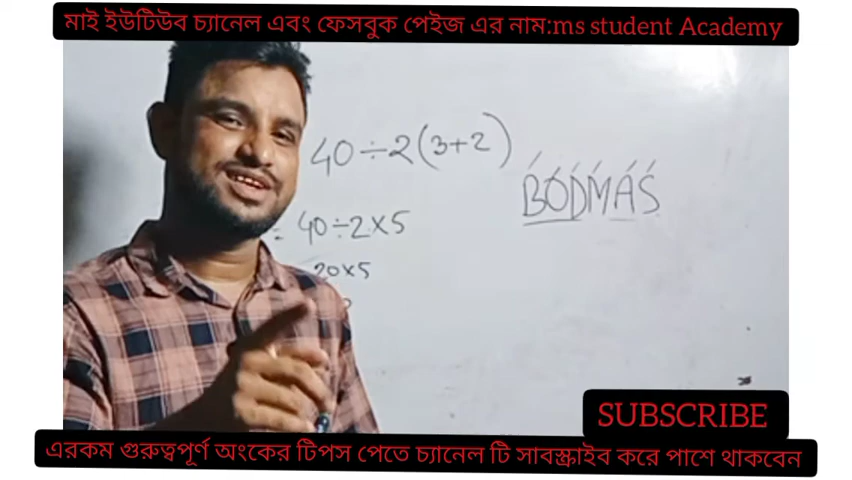 মাই ইউটিউব চ্যানেল এবং ফেসবুক পেইজ এর নাম:ms student Academy
40÷2(3+2)
BODMAS
= 40÷2×5
20×5
SUBSCRIBE
এরকম গুরুত্বপূর্ণ অংকের টিপস পেতে চ্যানেল টি সাবস্ক্রাইব করে পাশে থাকবেন